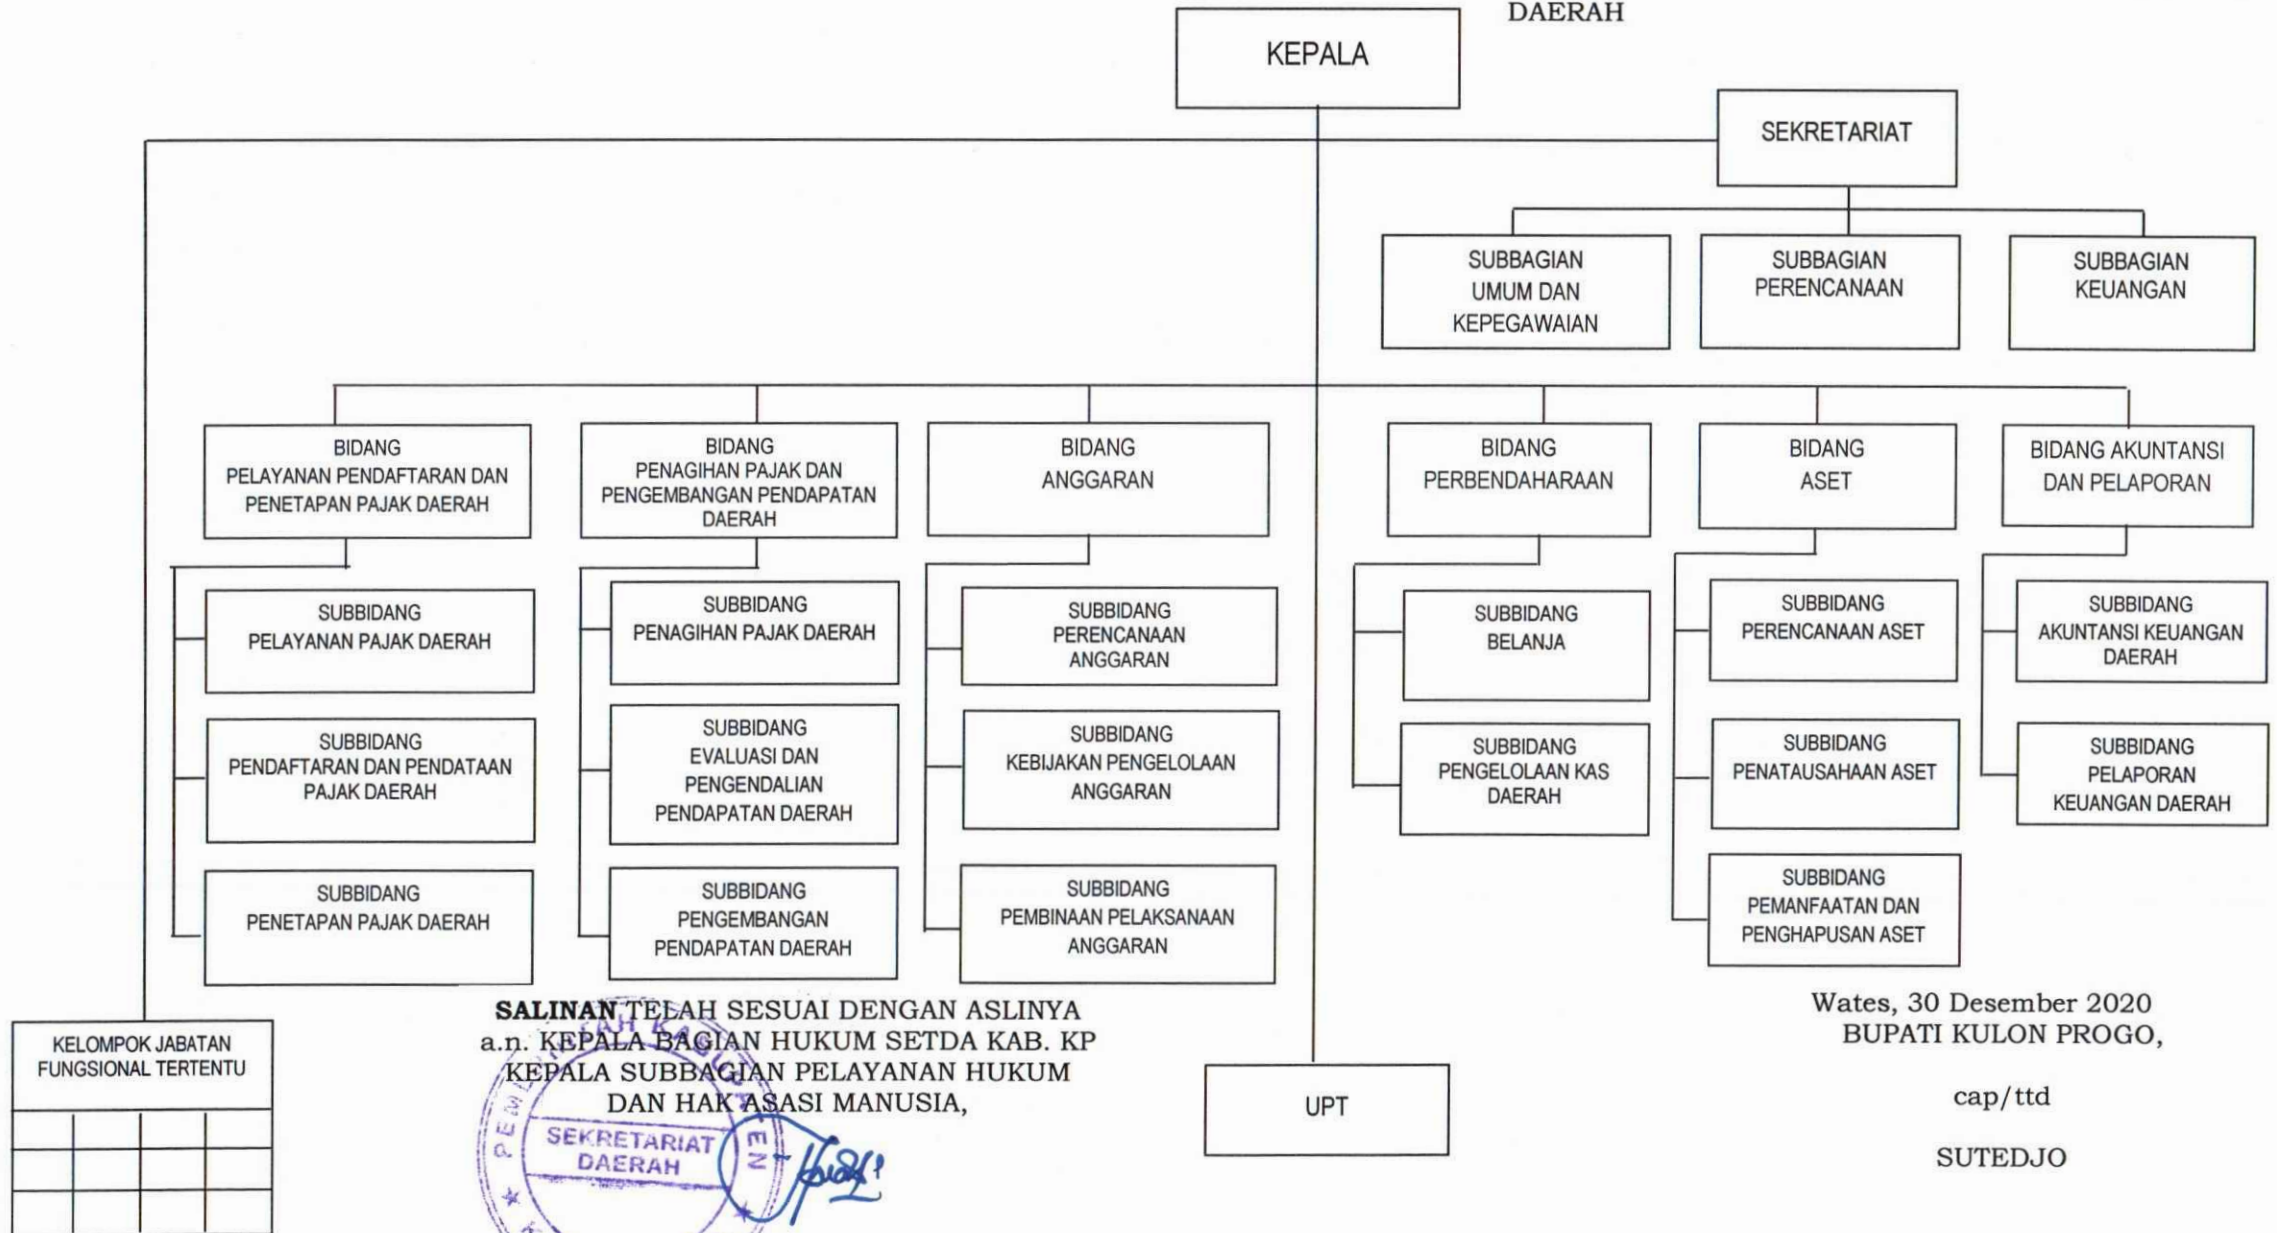 DAERAH
KEPALA
SEKRETARIAT
SUBBAGIAN
UMUM DAN
KEPEGAWAIAN
SUBBAGIAN
PERENCANAAN
SUBBAGIAN
KEUANGAN
BIDANG
PELAYANAN PENDAFTARAN DAN
PENETAPAN PAJAK DAERAH
BIDANG
PENAGIHAN PAJAK DAN
PENGEMBANGAN PENDAPATAN
DAERAH
BIDANG
ANGGARAN
BIDANG
PERBENDAHARAAN
BIDANG
ASET
BIDANG AKUNTANSI
DAN PELAPORAN
SUBBIDANG
PELAYANAN PAJAK DAERAH
SUBBIDANG
PENDAFTARAN DAN PENDATAAN
PAJAK DAERAH
SUBBIDANG
PENETAPAN PAJAK DAERAH
SUBBIDANG
PENAGIHAN PAJAK DAERAH
SUBBIDANG
EVALUASI DAN
PENGENDALIAN
PENDAPATAN DAERAH
SUBBIDANG
PENGEMBANGAN
PENDAPATAN DAERAH
SUBBIDANG
PERENCANAAN
ANGGARAN
SUBBIDANG
KEBIJAKAN PENGELOLAAN
ANGGARAN
SUBBIDANG
PEMBINAAN PELAKSANAAN
ANGGARAN
SUBBIDANG
BELANJA
SUBBIDANG
PENGELOLAAN KAS
DAERAH
SUBBIDANG
PERENCANAAN ASET
SUBBIDANG
PENATAUSAHAAN ASET
SUBBIDANG
PEMANFAATAN DAN
PENGHAPUSAN ASET
SUBBIDANG
AKUNTANSI KEUANGAN
DAERAH
SUBBIDANG
PELAPORAN
KEUANGAN DAERAH
KELOMPOK JABATAN
FUNGSIONAL TERTENTU
SALINAN TELAH SESUAI DENGAN ASLINYA
a.n. KEPALA BAGIAN HUKUM SETDA KAB. KP
KEPALA SUBBAGIAN PELAYANAN HUKUM
DAN HAK ASASI MANUSIA,
PEMERINTAH KABUPATEN
SEKRETARIAT
DAERAH
UPT
Wates, 30 Desember 2020
BUPATI KULON PROGO,
cap/ttd
SUTEDJO